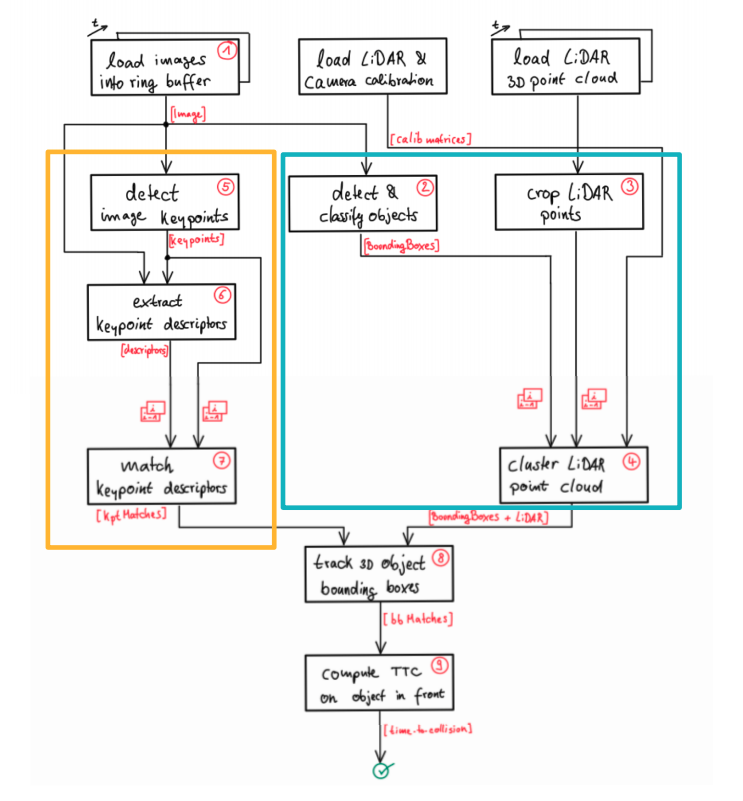 t
t
load images
into ring buffer
1
load LiDAR &
Camera calibration
load LiDAR
3D point cloud
[Image]
[calib matrices]
detect
image keypoints
5
detect &
classify objects
2
crop LiDAR
points
3
[keypoints]
[BoundingBoxes]
extract
keypoint descriptors
6
[descriptors]
i
i-1
i
i-1
i
i-1
i
i-1
match
keypoint descriptors
7
cluster LiDAR
point cloud
4
[KptMatches]
[BoundingBoxes + LiDAR]
track 3D object
bounding boxes
8
[bb Matches]
compute TTC
on object in front
9
[time-to-collision]